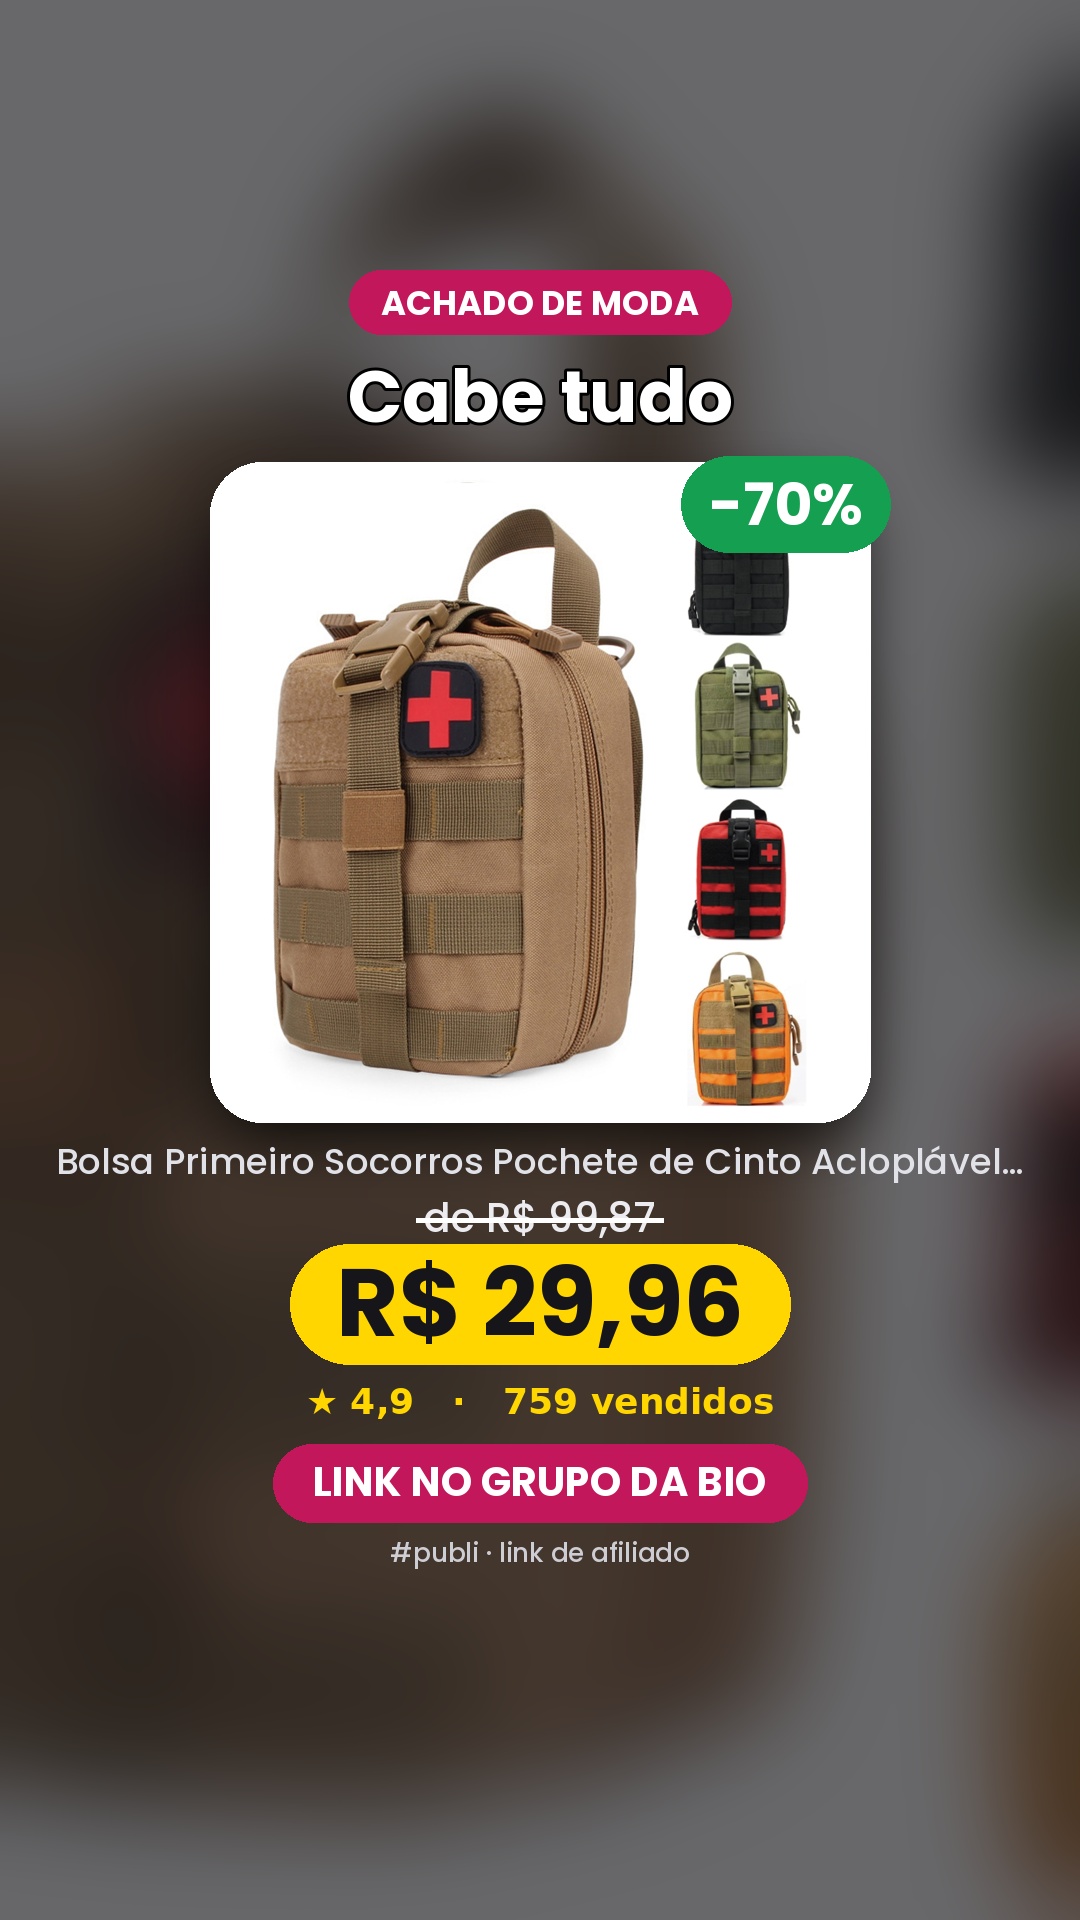 ACHADO DE MODA
Cabe tudo
-70%
Bolsa Primeiro Socorros Pochete de Cinto Acloplável...
de R$ 99,87
R$ 29,96
★ 4,9 · 759 vendidos
LINK NO GRUPO DA BIO
#publi · link de afiliado